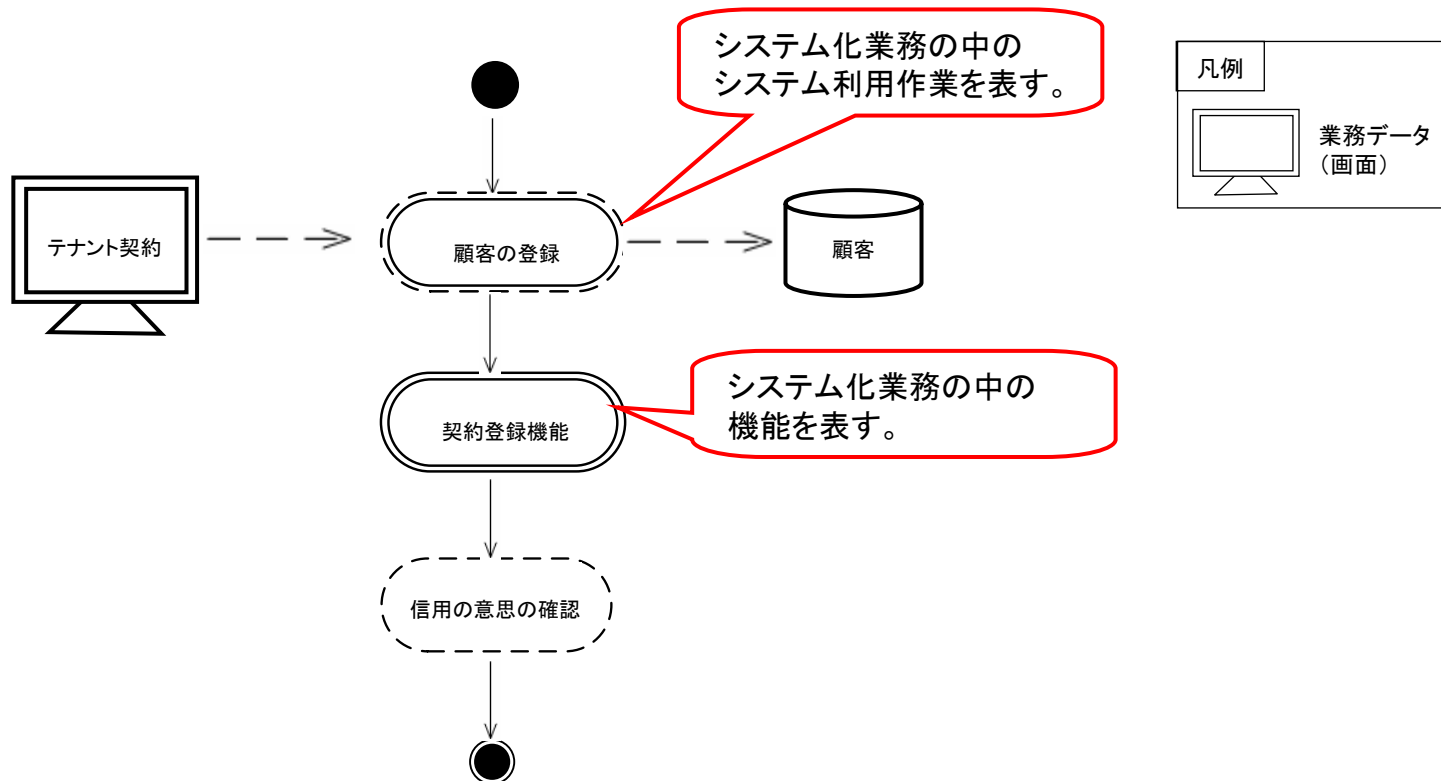 システム化業務の中の
システム利用作業を表す。
凡例
業務データ
(画面)
テナント契約
顧客の登録
顧客
システム化業務の中の
機能を表す。
契約登録機能
信用の意思の確認